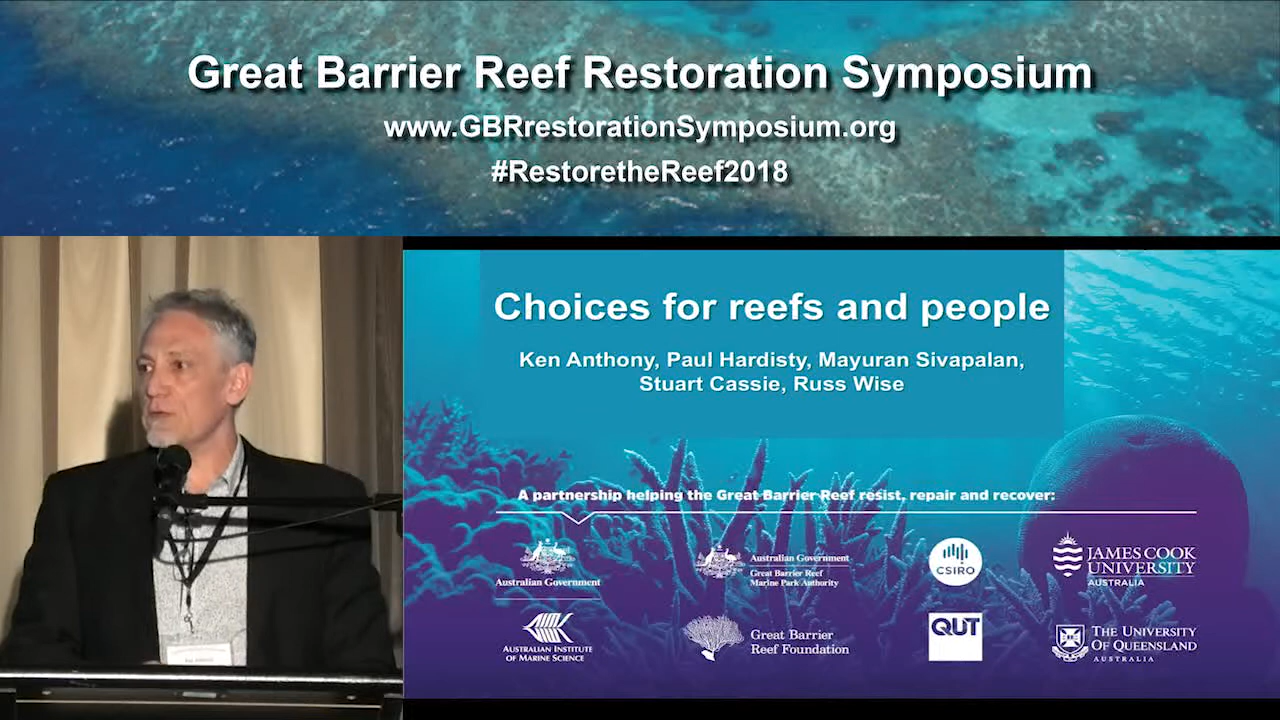 Great Barrier Reef Restoration Symposium
www.GBRrestorationSymposium.org
#RestoretheReef2018
Choices for reefs and people
Ken Anthony, Paul Hardisty, Mayuran Sivapalan,
Stuart Cassie, Russ Wise
A partnership helping the Great Barrier Reef resist, repair and recover:
Australian Government
Australian Government
Great Barrier Reef
Marine Park Authority
CSIRO
JAMES COOK
UNIVERSITY
AUSTRALIA
AUSTRALIAN INSTITUTE
OF MARINE SCIENCE
Great Barrier
Reef Foundation
QUT
THE UNIVERSITY
OF QUEENSLAND
AUSTRALIA